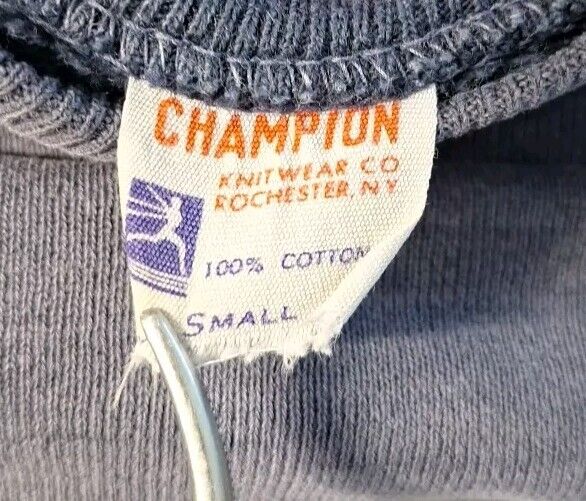 CHAMPION
KNITWEAR CO
ROCHESTER, NY
100% COTTON
SMALL